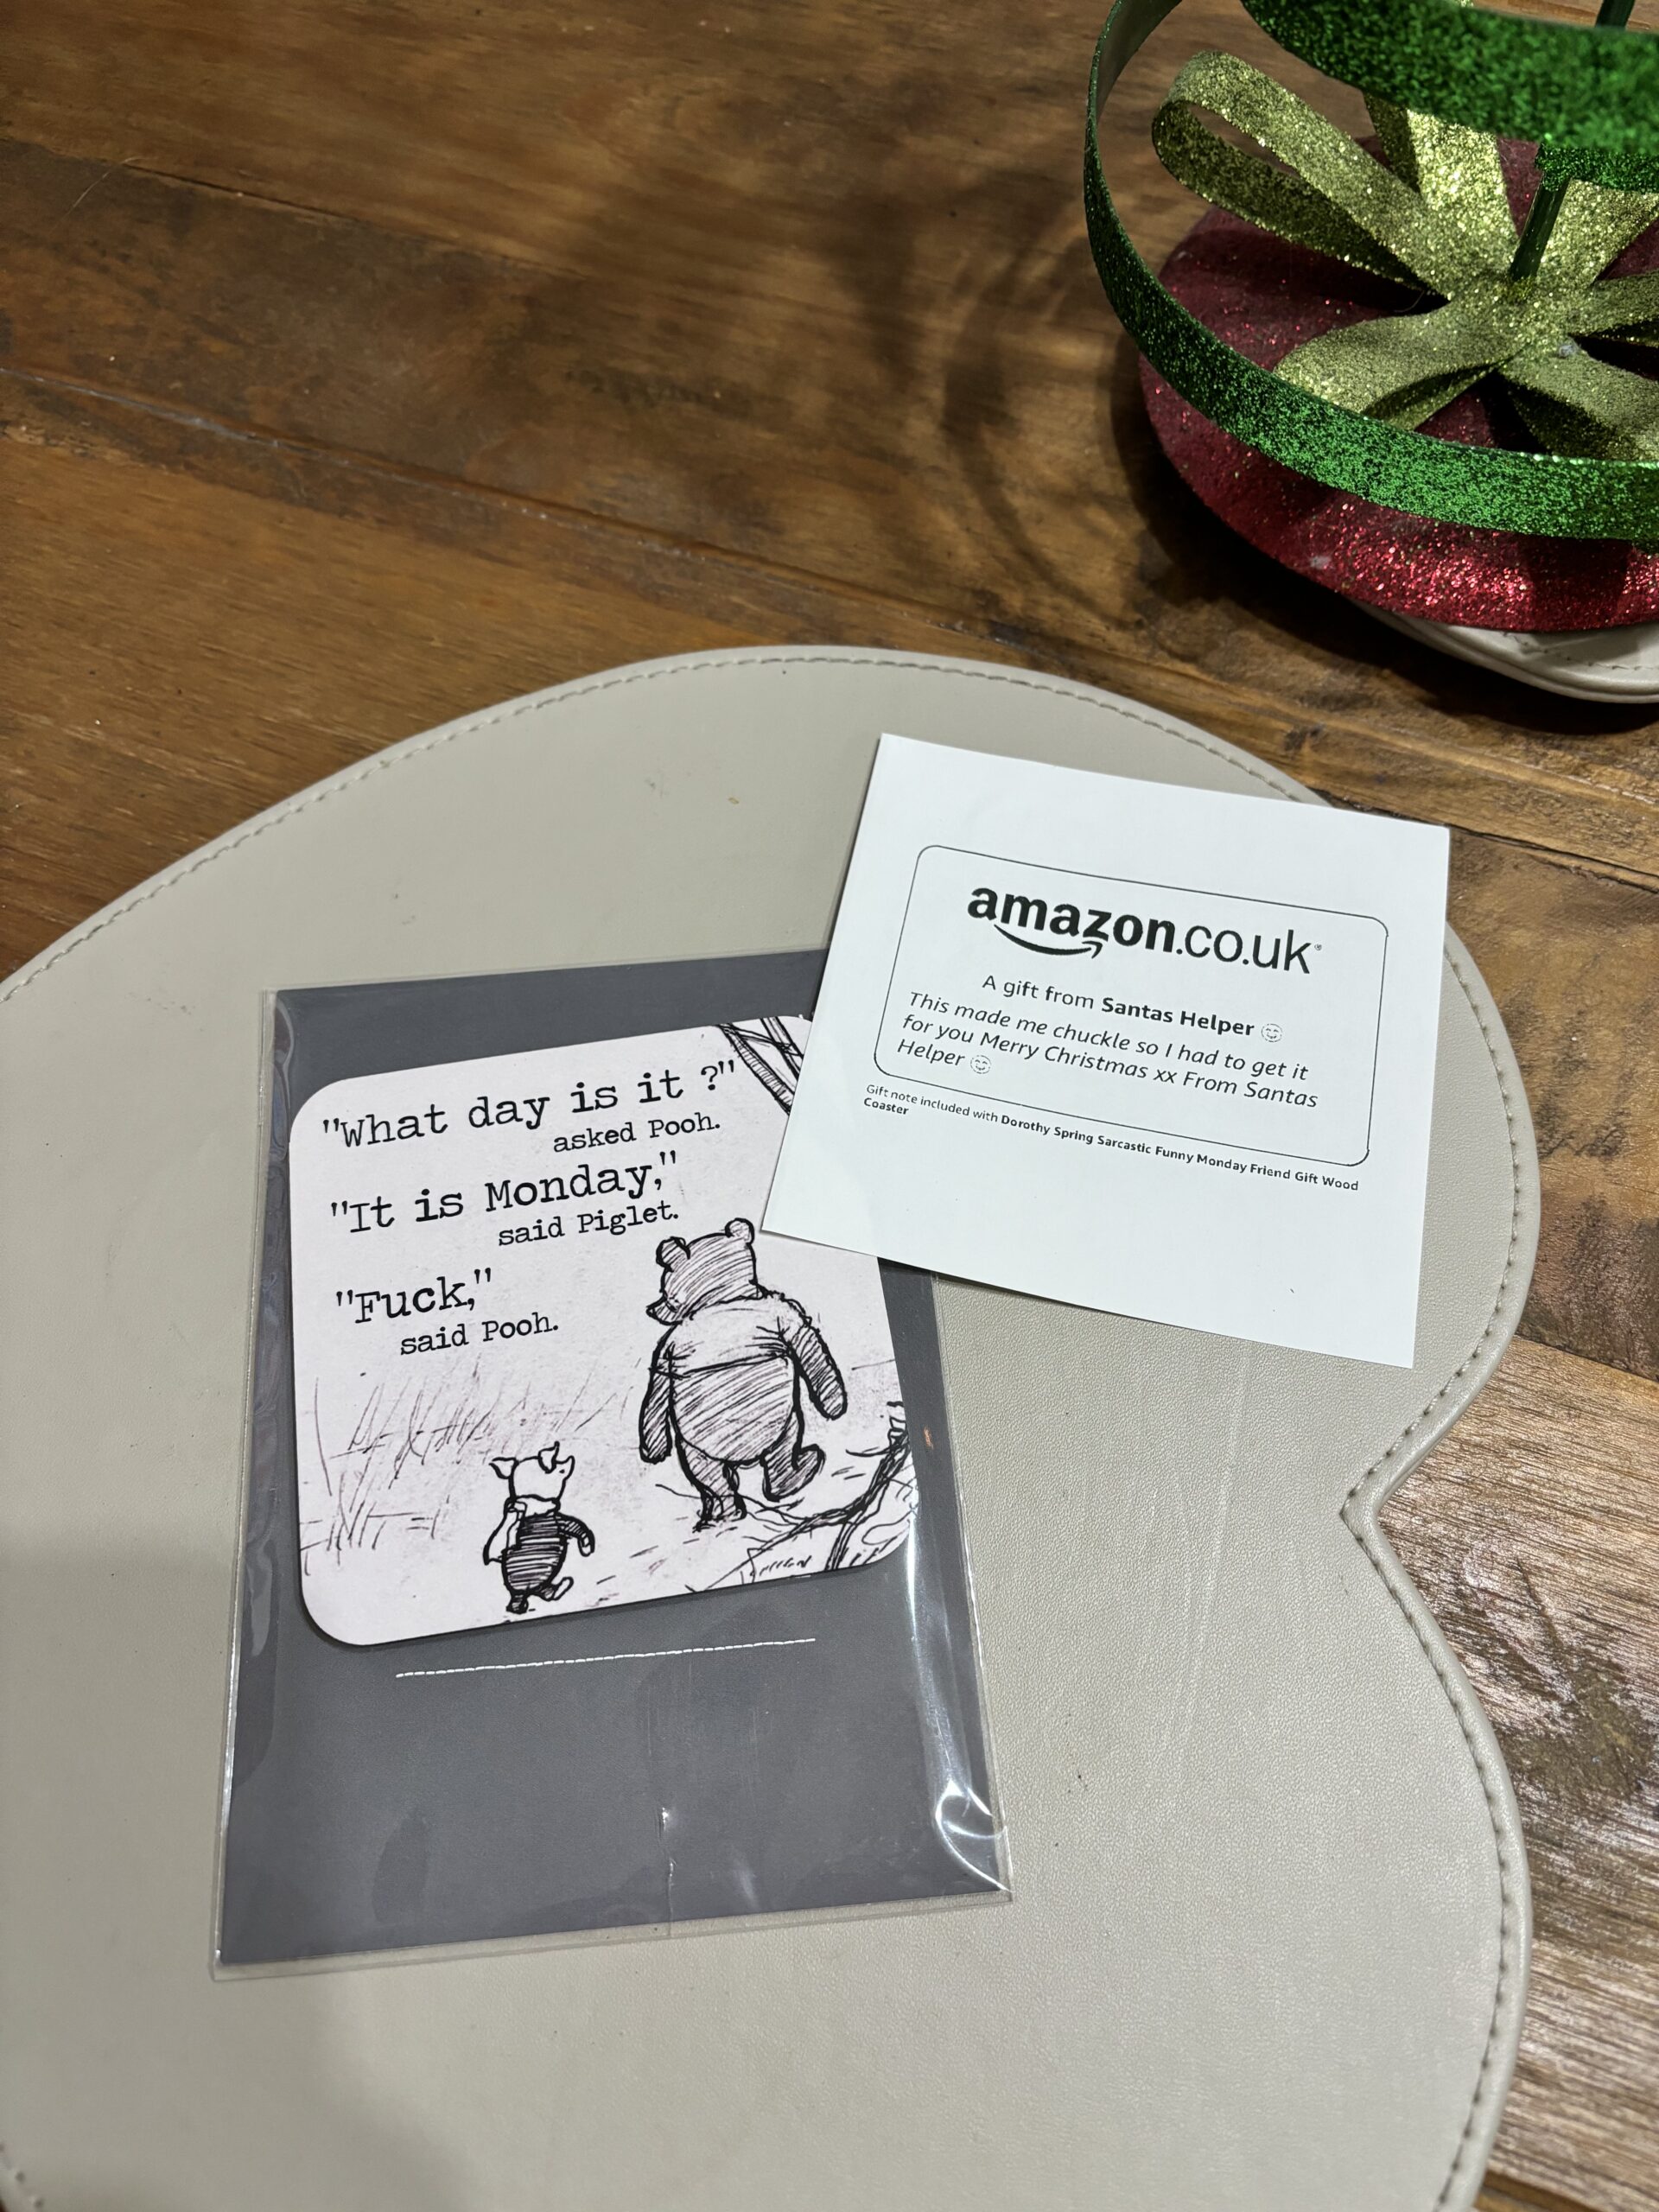 "What day is it ?"
asked Pooh.
"It is Monday,"
said Piglet.
"Fuck,"
said Pooh.
amazon.co.uk
A gift from Santas Helper 😊
This made me chuckle so I had to get it
for you Merry Christmas xx From Santas
Helper 😊
Gift note included with Dorothy Spring Sarcastic Funny Monday Friend Gift Wood
Coaster